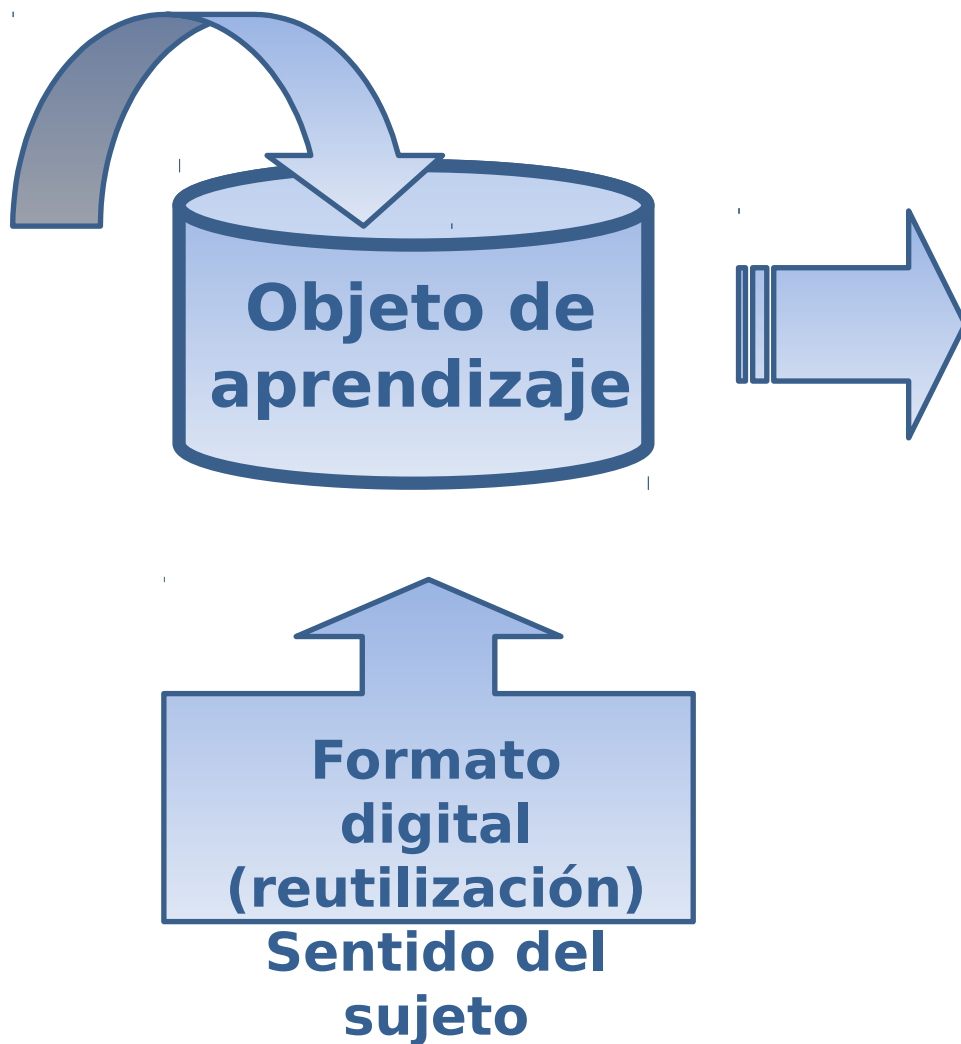 Objeto de
aprendizaje
Formato
digital
(reutilización)
Sentido del
sujeto